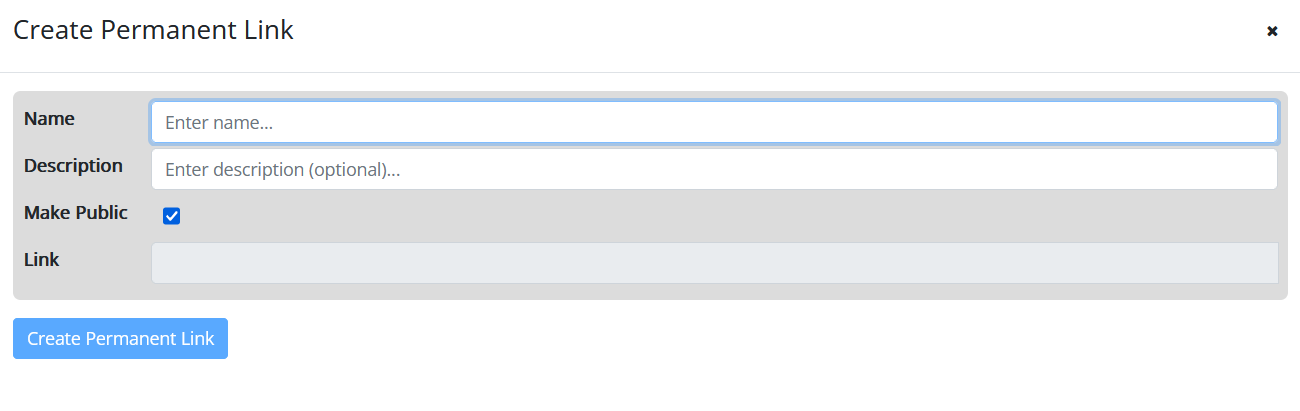 Create Permanent Link
Name
Enter name...
Description
Enter description (optional)...
Make Public
Link
Create Permanent Link